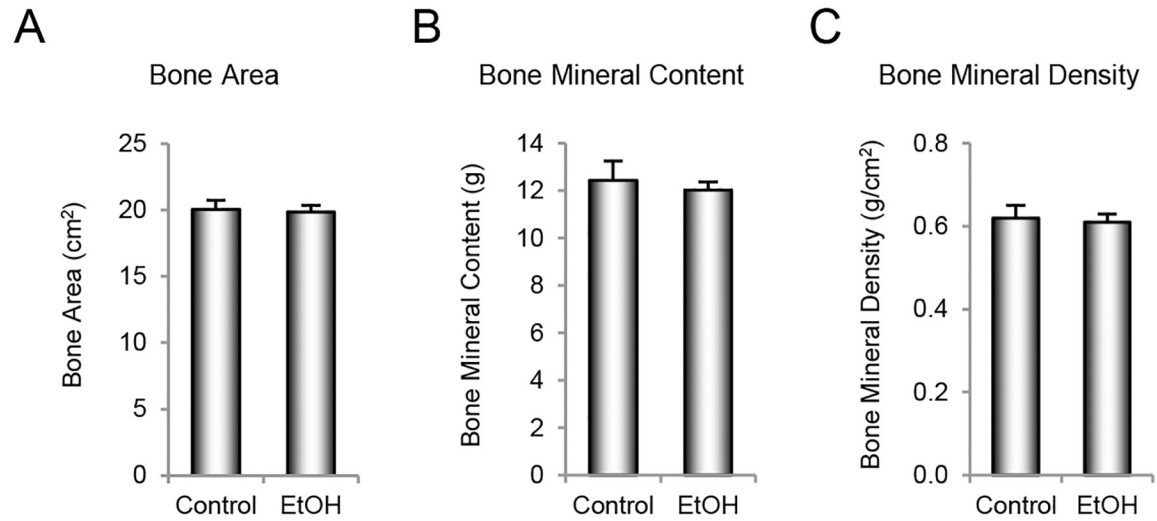 A
Bone Area
Bone Area (cm²)
25
20
15
10
5
0
Control EtOH
B
Bone Mineral Content
Bone Mineral Content (g)
14
12
10
8
6
4
2
0
Control EtOH
C
Bone Mineral Density
Bone Mineral Density (g/cm²)
0.8
0.6
0.4
0.2
0.0
Control EtOH